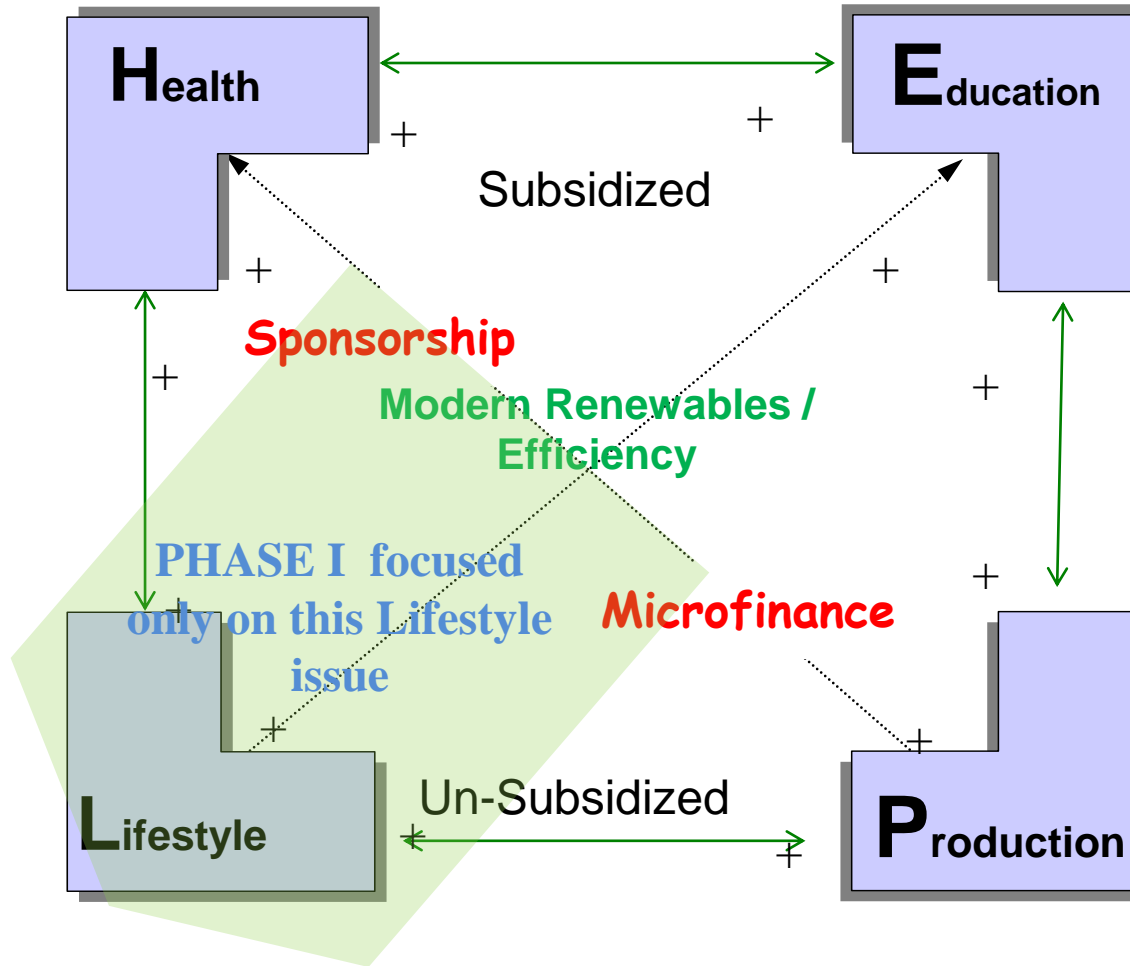 Health
Education
Subsidized
Sponsorship
Modern Renewables /
Efficiency
PHASE I focused
only on this Lifestyle
issue
Microfinance
Un-Subsidized
Lifestyle
Production